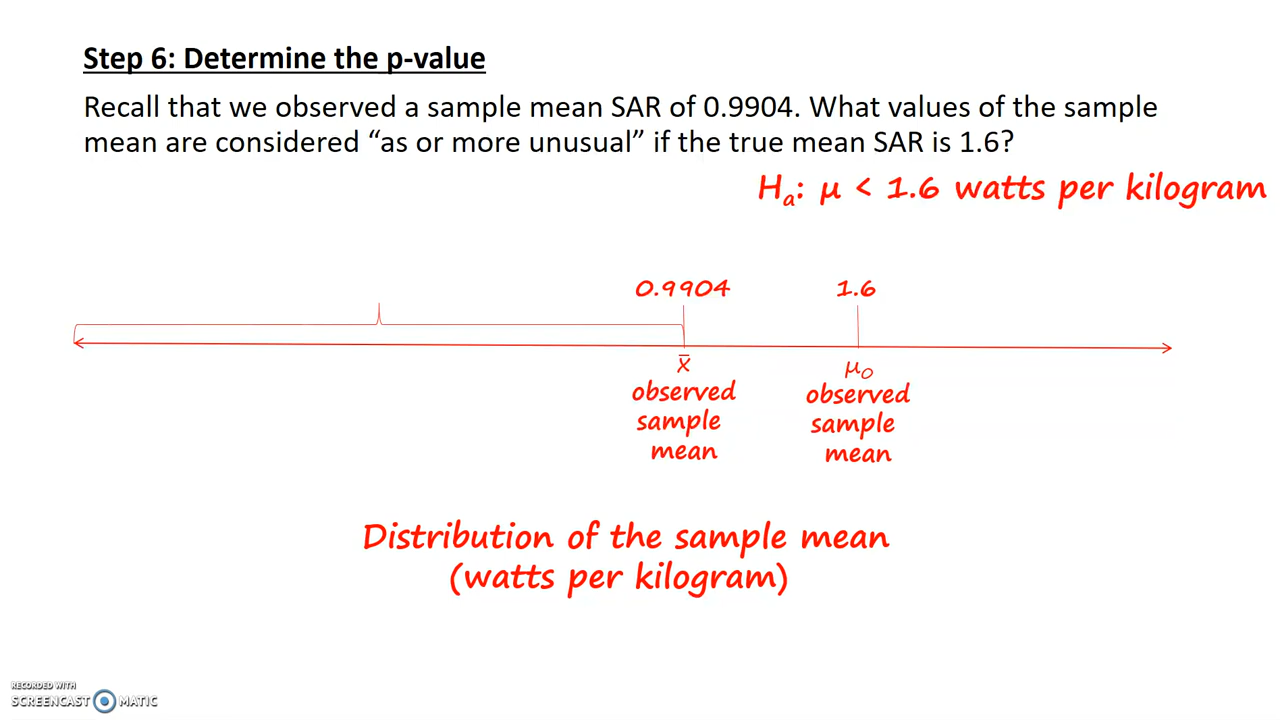 Step 6: Determine the p-value
Recall that we observed a sample mean SAR of 0.9904. What values of the sample
mean are considered “as or more unusual” if the true mean SAR is 1.6?
Hₐ: μ < 1.6 watts per kilogram
0.9904
1.6
x̄
observed
sample
mean
μ₀
observed
sample
mean
Distribution of the sample mean
(watts per kilogram)
RECORDED WITH
SCREENCAST MATIC